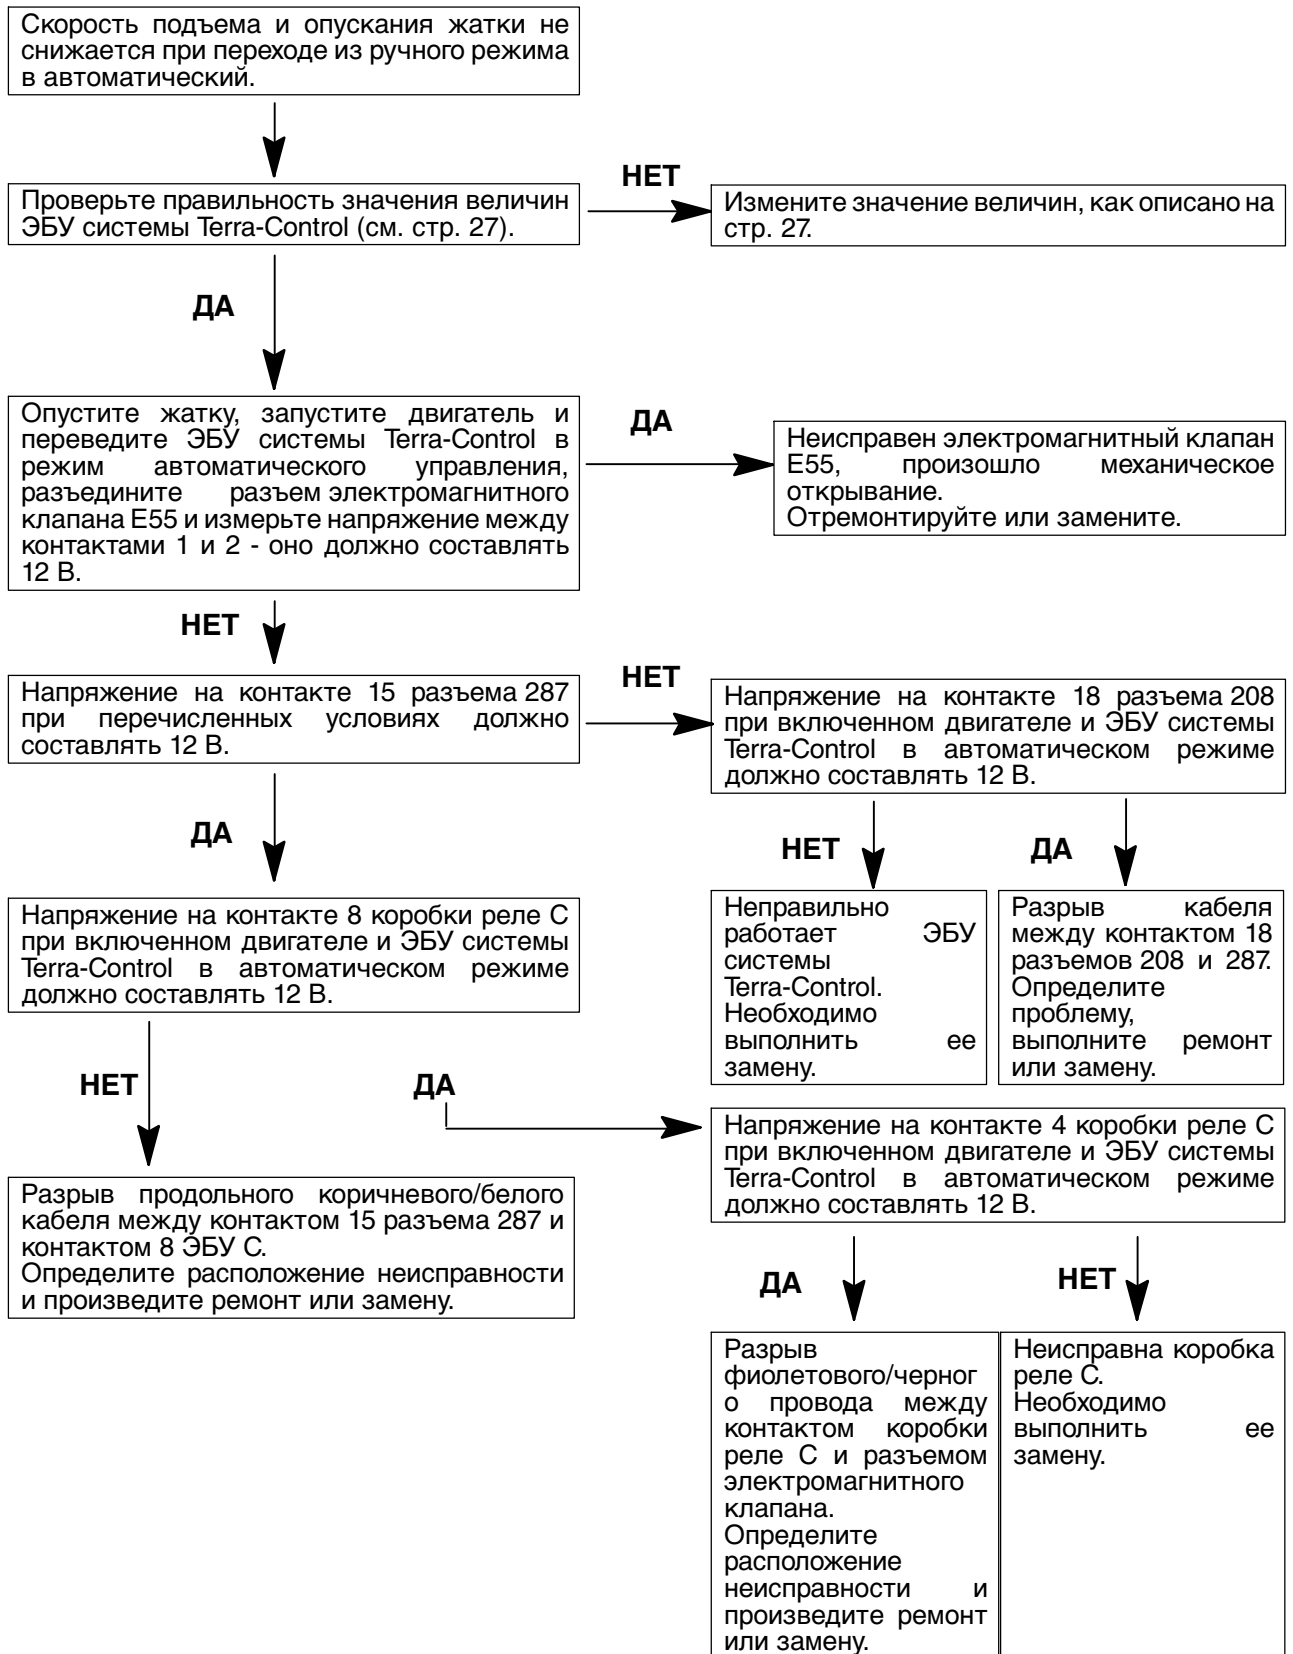 Скорость подъема и опускания жатки не
снижается при переходе из ручного режима
в автоматический.
НЕТ
Проверьте правильность значения величин
ЭБУ системы Terra-Control (см. стр. 27).
Измените значение величин, как описано на
стр. 27.
ДА
Опустите жатку, запустите двигатель и
переведите ЭБУ системы Terra-Control в
режим автоматического управления,
разъедините разъем электромагнитного
клапана E55 и измерьте напряжение между
контактами 1 и 2 - оно должно составлять
12 В.
ДА
Неисправен электромагнитный клапан
E55, произошло механическое
открывание.
Отремонтируйте или замените.
НЕТ
Напряжение на контакте 15 разъема 287
при перечисленных условиях должно
составлять 12 В.
НЕТ
Напряжение на контакте 18 разъема 208
при включенном двигателе и ЭБУ системы
Terra-Control в автоматическом режиме
должно составлять 12 В.
ДА
НЕТ
ДА
Напряжение на контакте 8 коробки реле C
при включенном двигателе и ЭБУ системы
Terra-Control в автоматическом режиме
должно составлять 12 В.
Неправильно
работает ЭБУ
системы
Terra-Control.
Необходимо
выполнить ее
замену.
Разрыв кабеля
между контактом 18
разъемов 208 и 287.
Определите
проблему,
выполните ремонт
или замену.
НЕТ
ДА
Напряжение на контакте 4 коробки реле C
при включенном двигателе и ЭБУ системы
Terra-Control в автоматическом режиме
должно составлять 12 В.
Разрыв продольного коричневого/белого
кабеля между контактом 15 разъема 287 и
контактом 8 ЭБУ C.
Определите расположение неисправности
и произведите ремонт или замену.
ДА
НЕТ
Разрыв
фиолетового/черног
о провода между
контактом коробки
реле C и разъемом
электромагнитного
клапана.
Определите
расположение
неисправности и
произведите ремонт
или замену.
Неисправна коробка
реле C.
Необходимо
выполнить ее
замену.